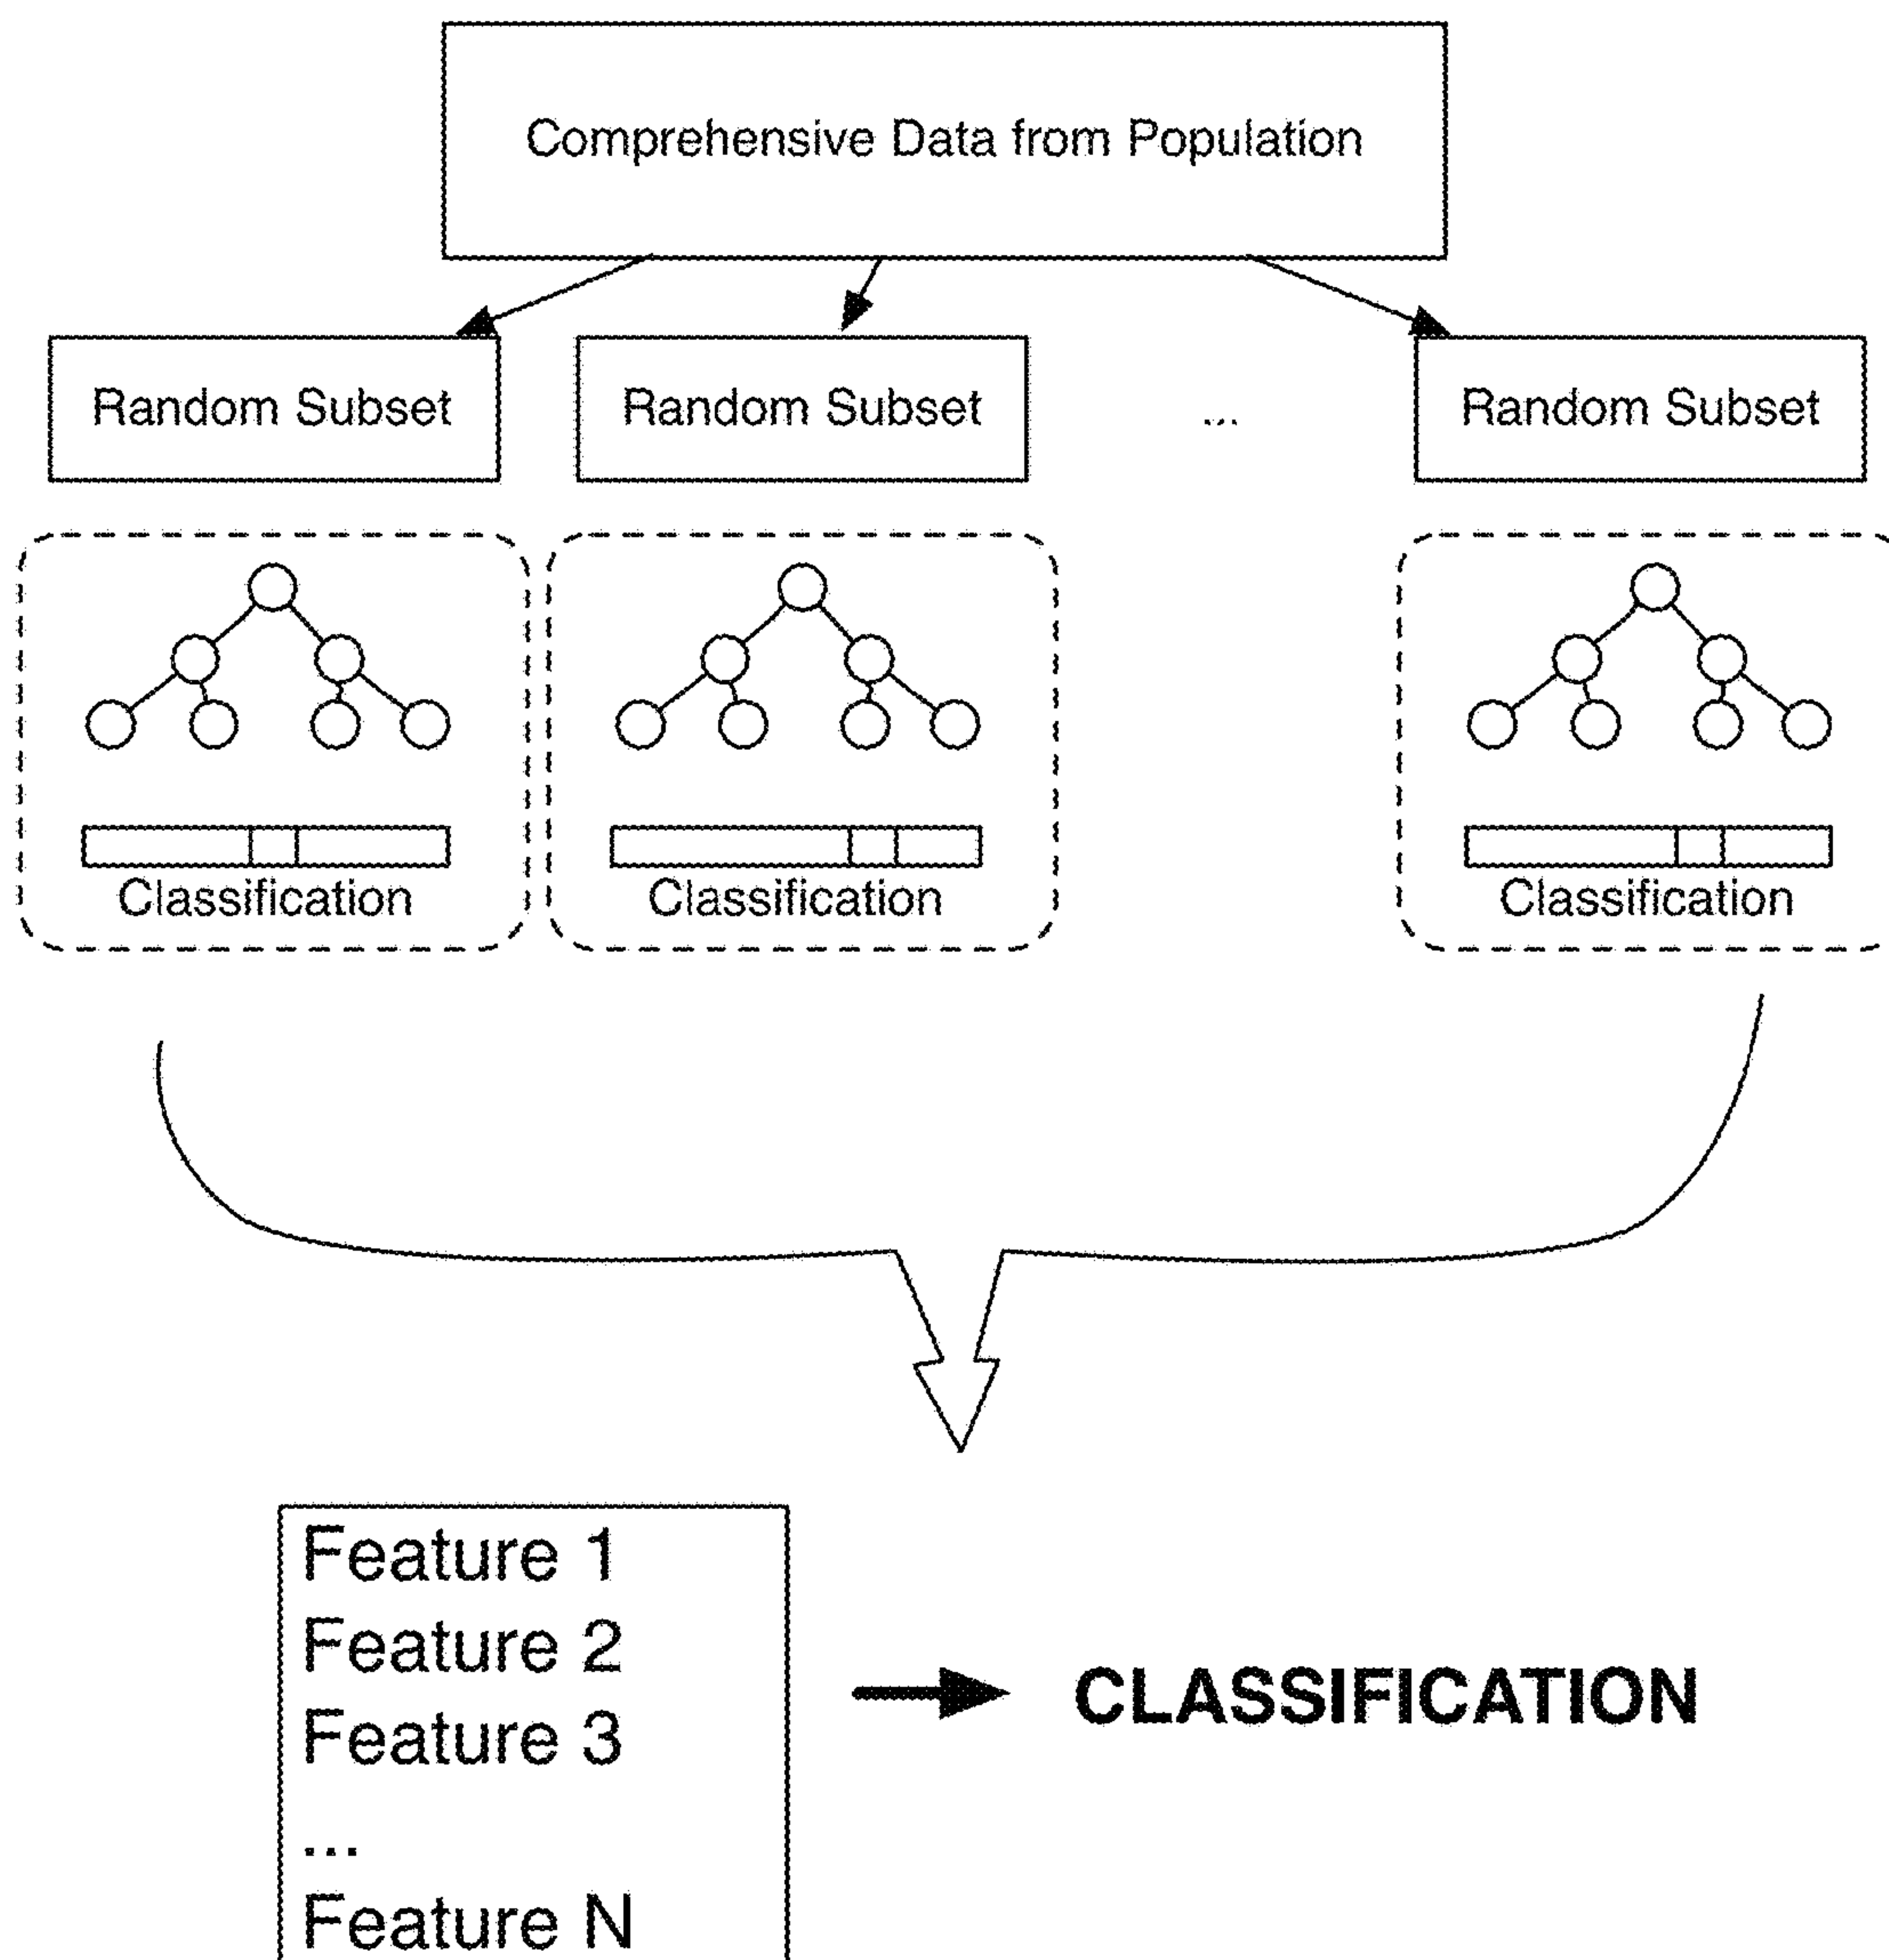 Comprehensive Data from Population
Random Subset
Random Subset
...
Random Subset
Classification
Classification
Classification
Feature 1
Feature 2
Feature 3
...
Feature N
CLASSIFICATION